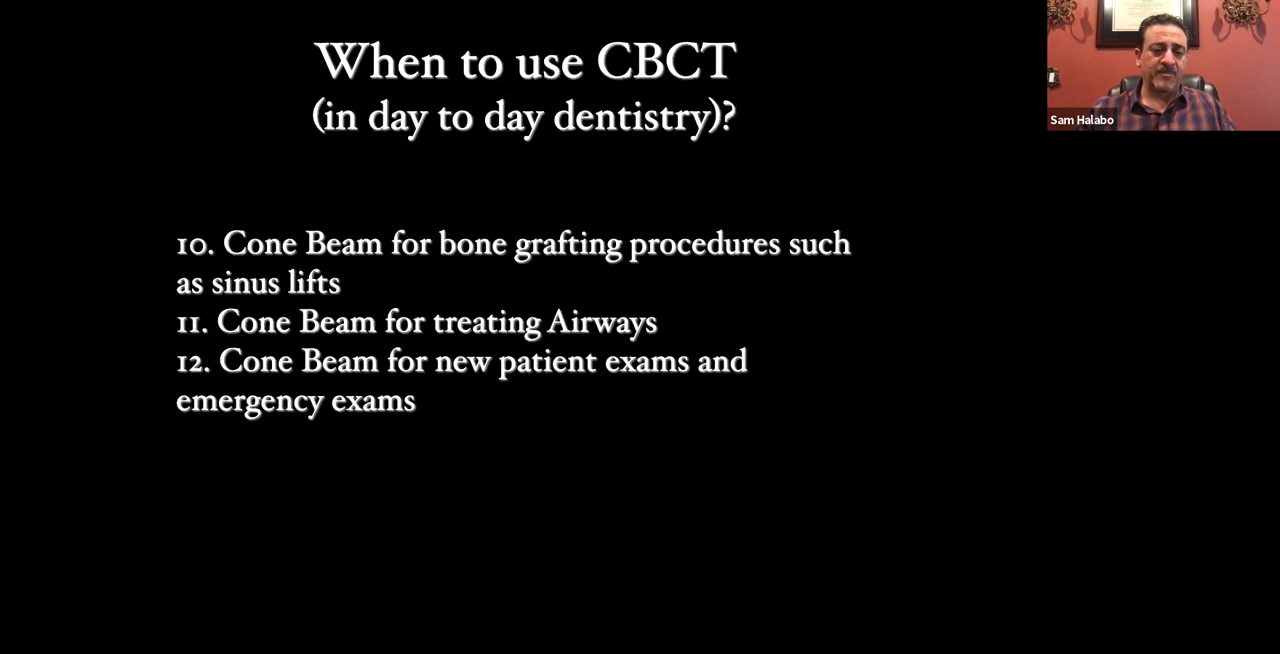 When to use CBCT
(in day to day dentistry)?
10. Cone Beam for bone grafting procedures such
as sinus lifts
11. Cone Beam for treating Airways
12. Cone Beam for new patient exams and
emergency exams
Sam Halabo